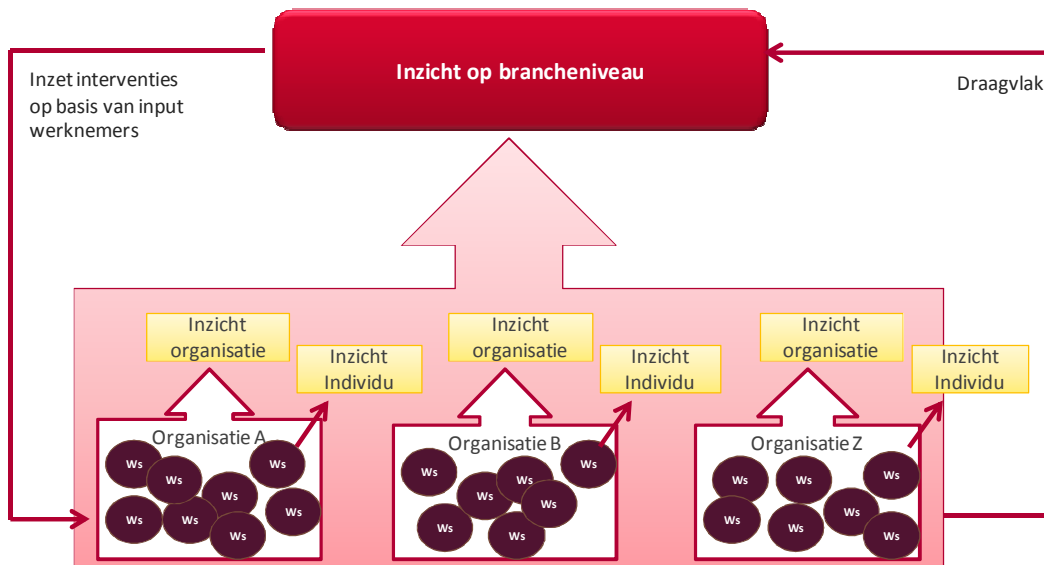 Inzicht op brancheniveau
Inzet interventies
op basis van input
werknemers
Draagvlak
Inzicht
organisatie
Inzicht
Individu
Inzicht
organisatie
Inzicht
Individu
Inzicht
organisatie
Inzicht
Individu
Organisatie A
Ws
Ws
Ws
Ws
Ws
Ws
Ws
Ws
Organisatie B
Ws
Ws
Ws
Ws
Ws
Ws
Ws
Organisatie Z
Ws
Ws
Ws
Ws
Ws
Ws
Ws